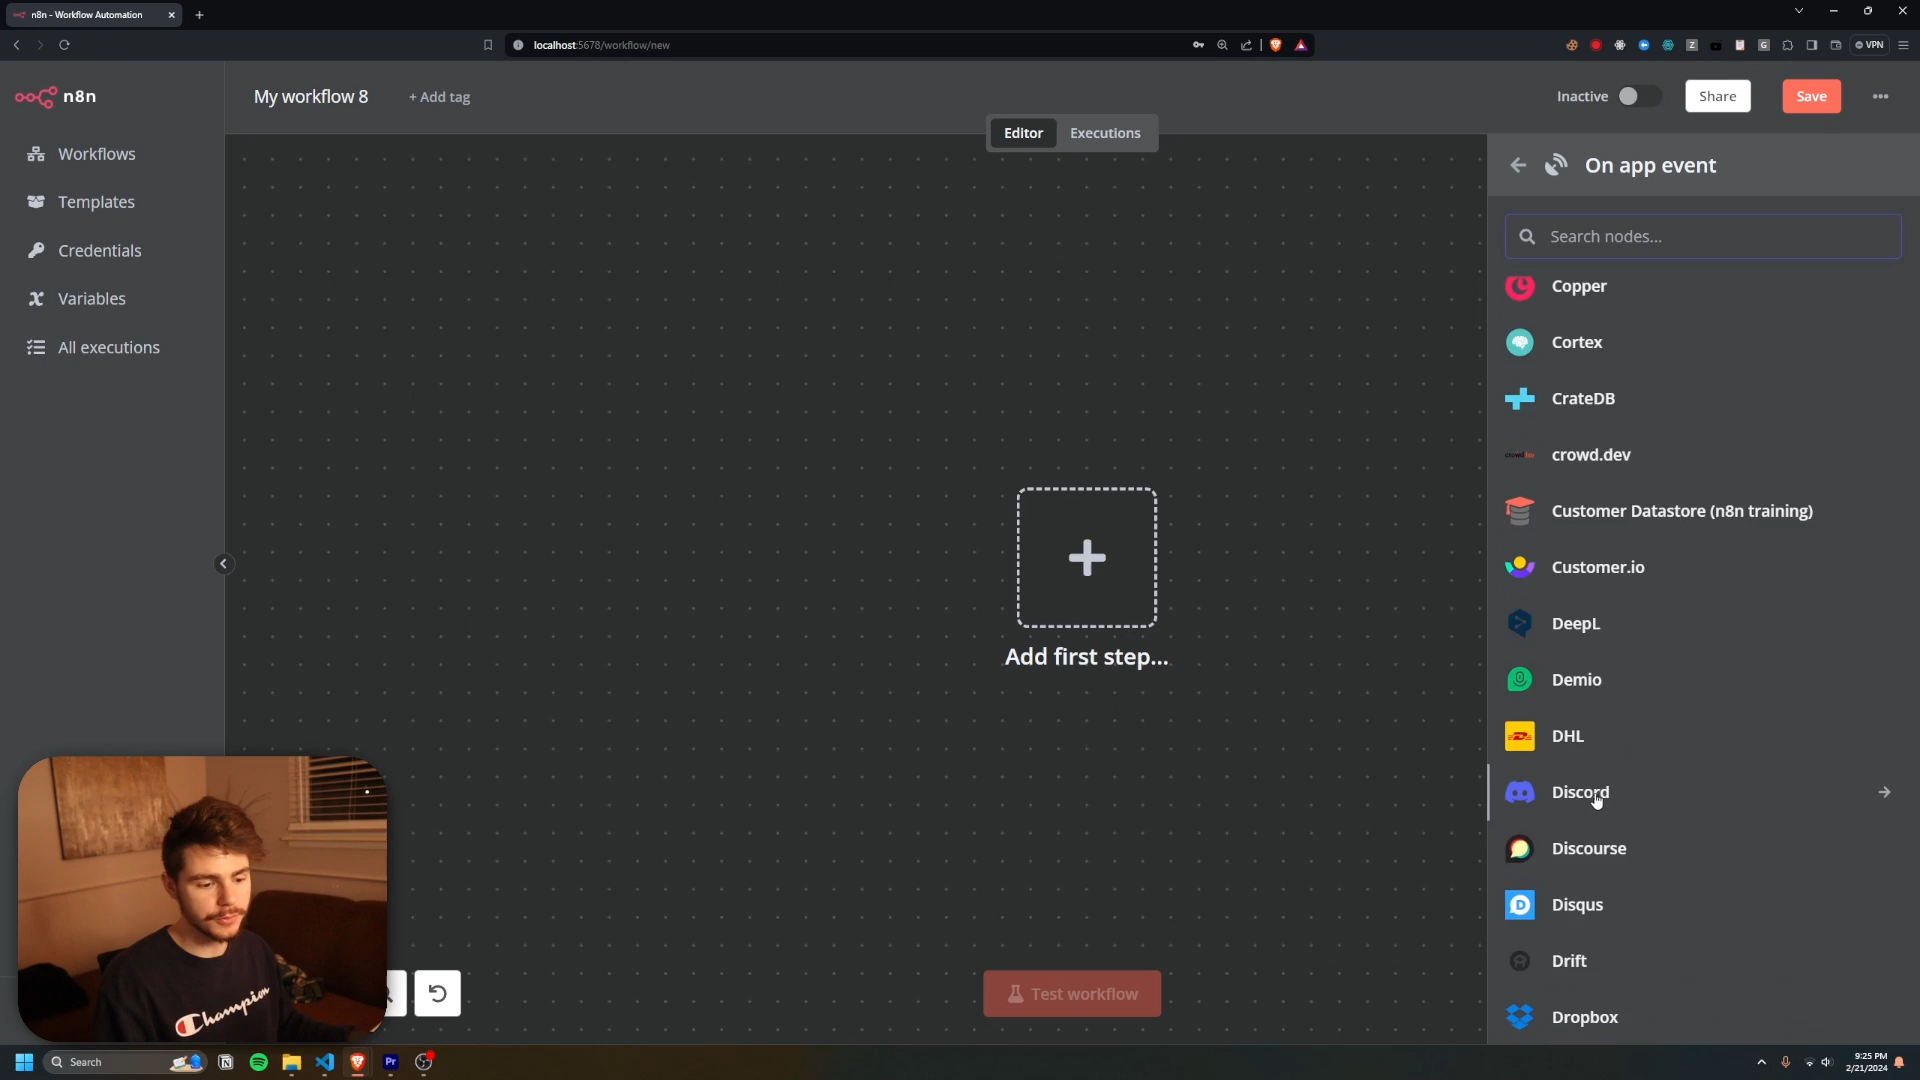 n8n - Workflow Automation
localhost:5678/workflow/new
VPN
n8n
My workflow 8
+ Add tag
Inactive
Share
Save
Editor
Executions
Workflows
Templates
Credentials
Variables
All executions
On app event
Search nodes...
Copper
Cortex
CrateDB
crowd.dev
Customer Datastore (n8n training)
Customer.io
DeepL
Demio
DHL
Discord
Discourse
Disqus
Drift
Dropbox
Add first step...
Test workflow
Champion
Search
Pr
9:25 PM
2/21/2024